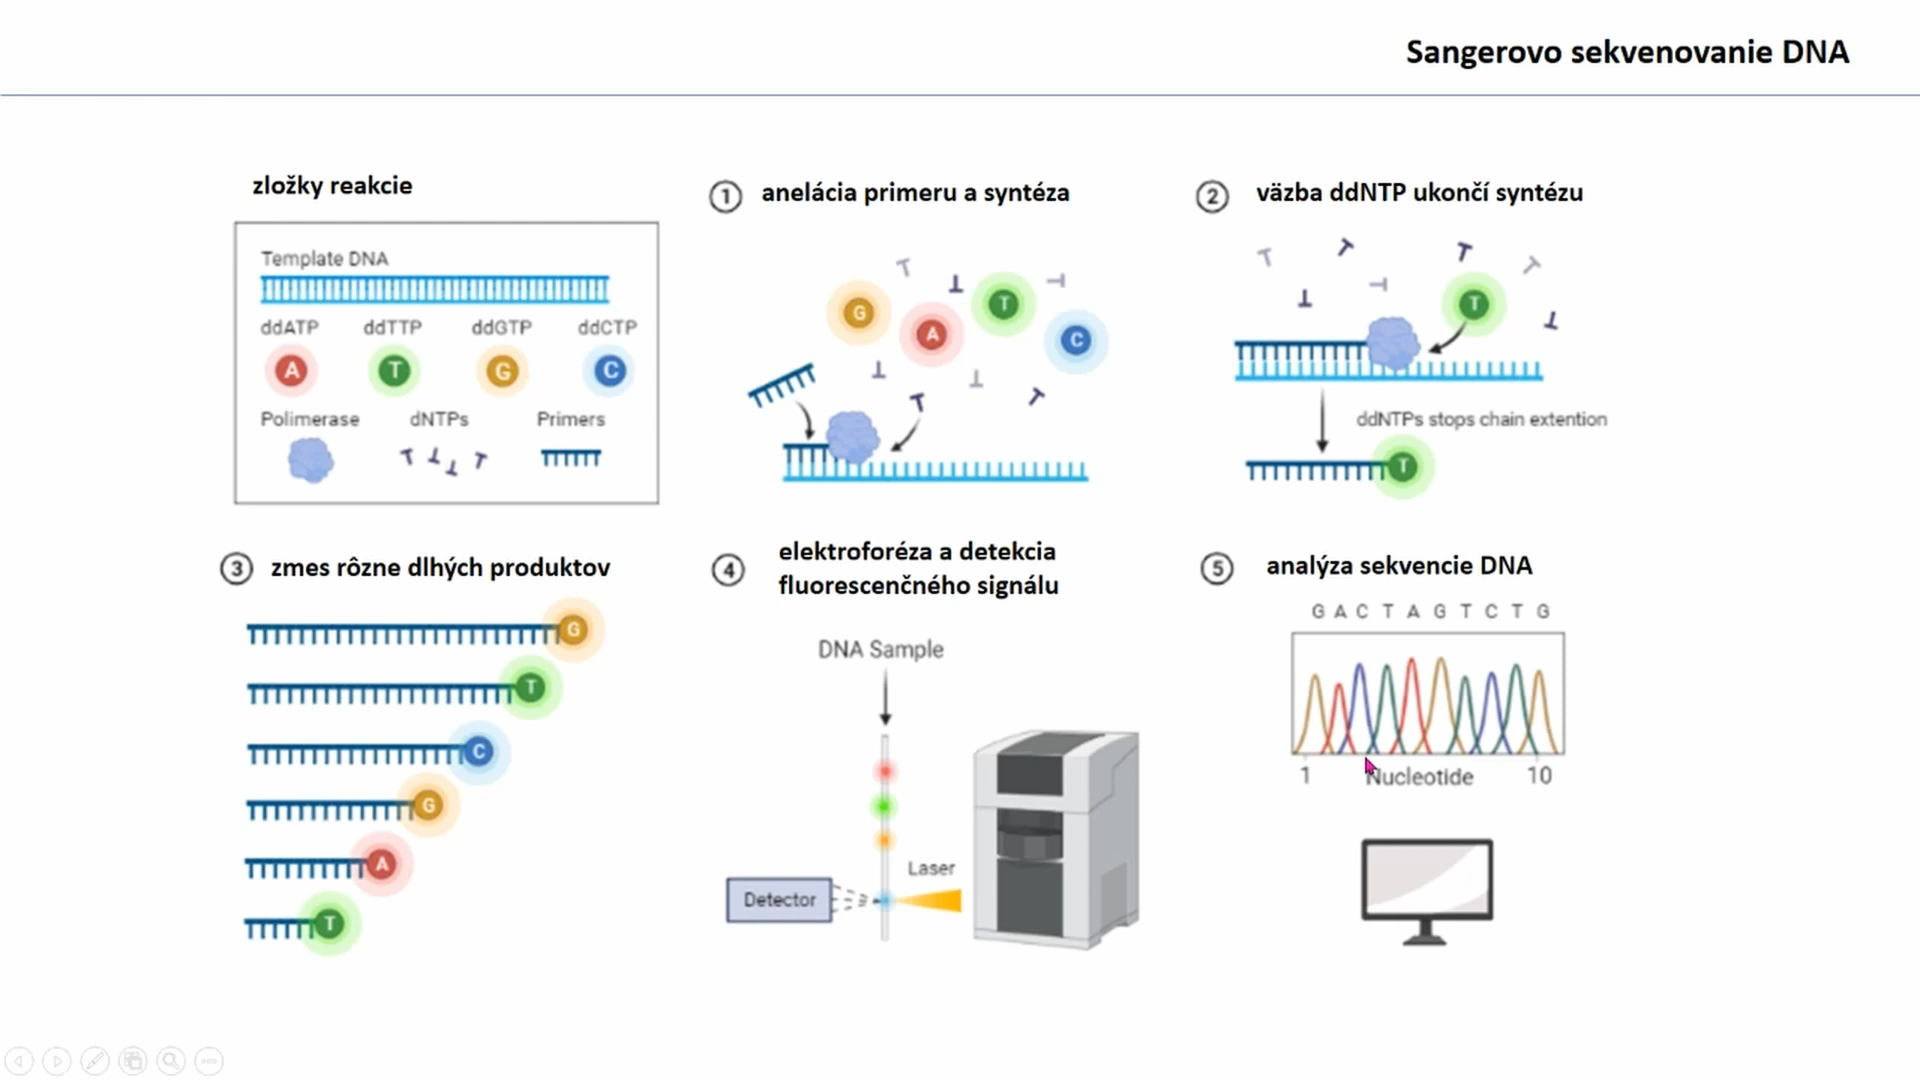 Sangerovo sekvenovanie DNA
zložky reakcie
Template DNA
ddATP ddTTP ddGTP ddCTP
A T G C
Polimerase dNTPs Primers
1 anelácia primeru a syntéza
G A T C
2 väzba ddNTP ukončí syntézu
T
ddNTPs stops chain extention
T
3 zmes rôzne dlhých produktov
G
T
C
G
A
T
4 elektroforéza a detekcia
fluorescenčného signálu
DNA Sample
Laser
Detector
5 analýza sekvencie DNA
G A C T A G T C T G
1 Nucleotide 10